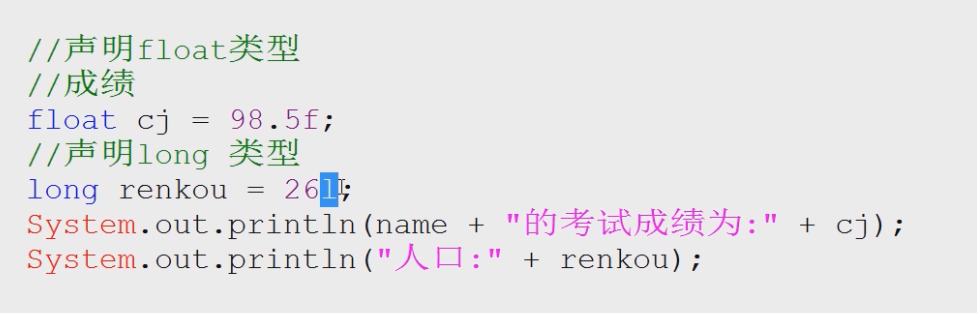 //声明float类型
//成绩
float cj = 98.5f;
//声明long 类型
long renkou = 26l;
System.out.println(name + "的考试成绩为:" + cj);
System.out.println("人口:" + renkou);